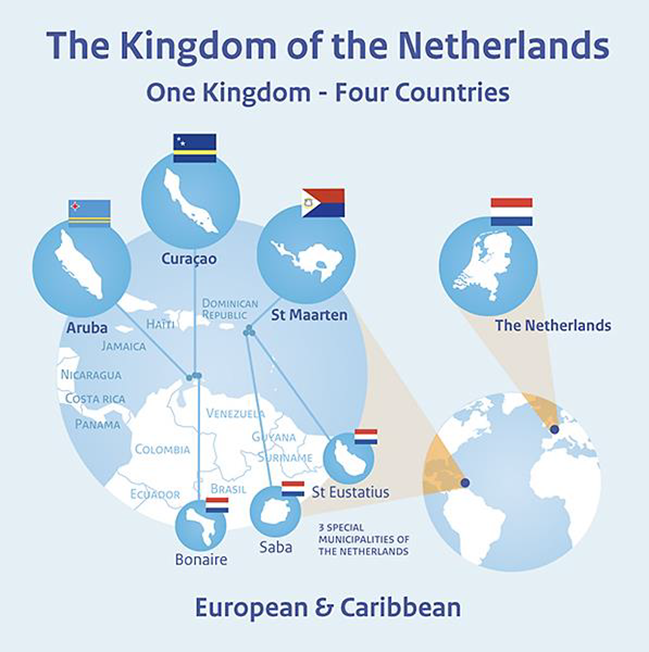 The Kingdom of the Netherlands
One Kingdom - Four Countries
Curaçao
Aruba
St Maarten
The Netherlands
Dominican
Republic
Haïti
Jamaica
Nicaragua
Costa Rica
Panama
Venezuela
Guyana
Suriname
Colombia
Ecuador
Brasil
St Eustatius
Saba
Bonaire
3 special
municipalities of
the Netherlands
European & Caribbean